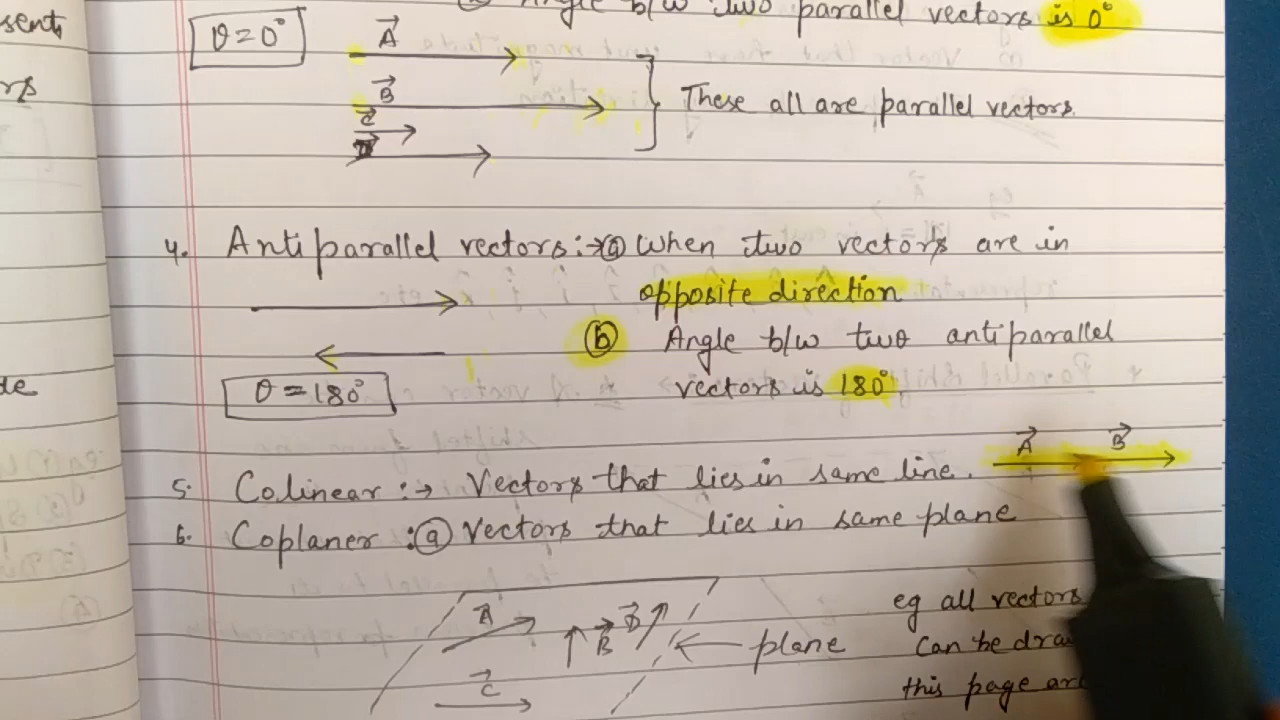 Angle b/w two parallel vectors is 0°
sent
θ = 0°
A
B
These all are parallel vectors.
rs
C
D
4. Antiparallel vectors :→ (a) When two vectors are in
opposite direction
(b) Angle b/w two antiparallel
θ = 180°
vectors is 180°
A B
5. Colinear :→ Vectors that lies in same line.
6. Coplaner : (a) Vectors that lies in same plane
eg all vectors
A
B
D
plane
can be
C
this page